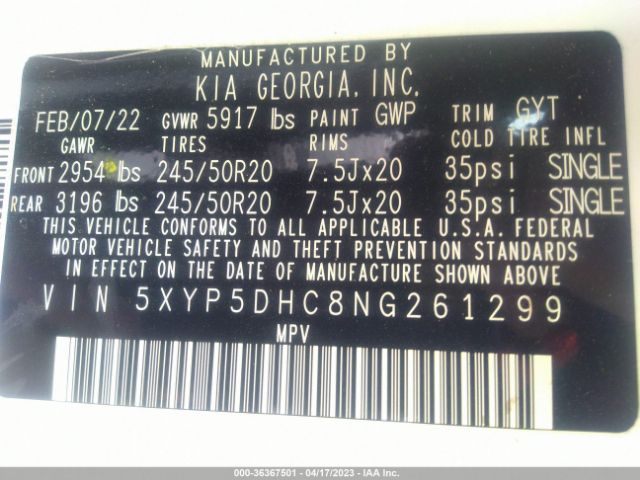 MANUFACTURED BY
KIA GEORGIA, INC.
FEB/07/22 GVWR 5917 lbs PAINT GWP TRIM GYT
GAWR TIRES RIMS COLD TIRE INFL
FRONT 2954 lbs 245/50R20 7.5Jx20 35psi SINGLE
REAR 3196 lbs 245/50R20 7.5Jx20 35psi SINGLE
THIS VEHICLE CONFORMS TO ALL APPLICABLE U.S.A. FEDERAL
MOTOR VEHICLE SAFETY AND THEFT PREVENTION STANDARDS
IN EFFECT ON THE DATE OF MANUFACTURE SHOWN ABOVE.
VIN 5XYP5DHC8NG261299
MPV
000-36367501 - 04/17/2023 - IAAI.com